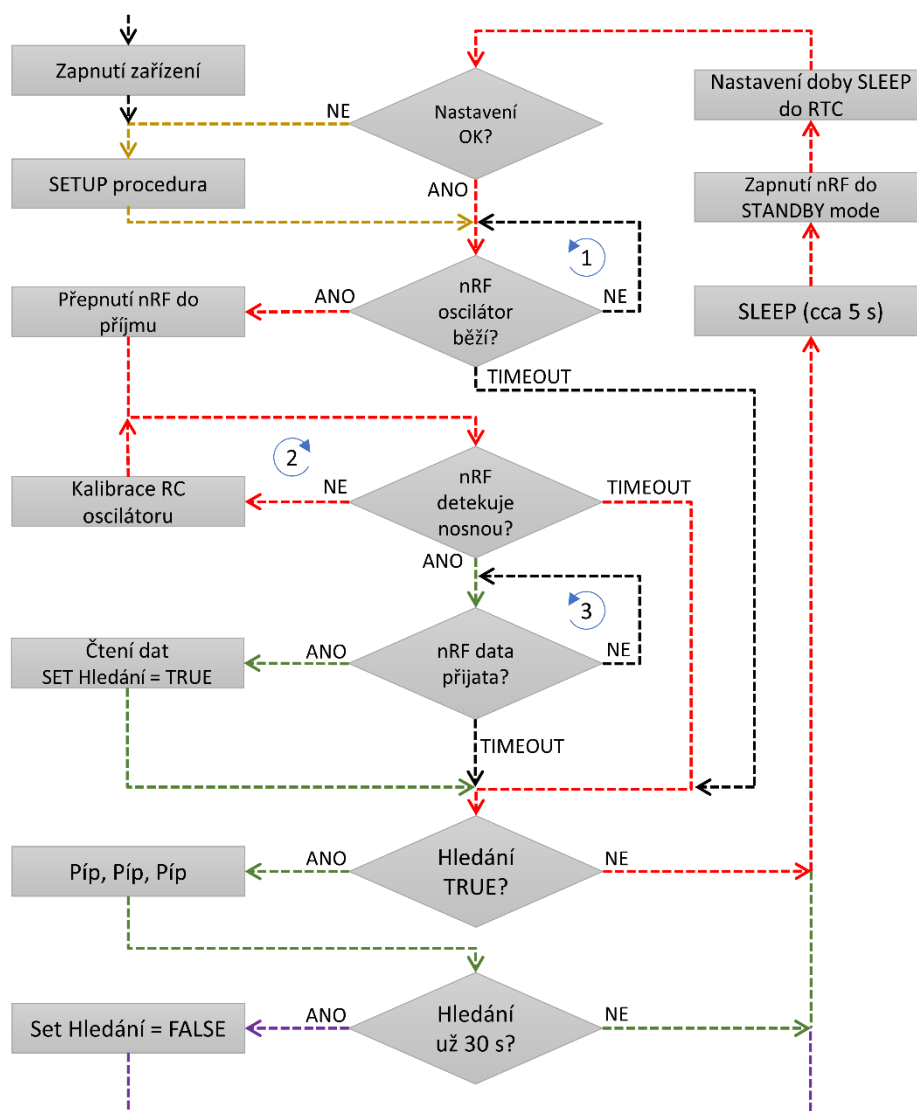 Zapnutí zařízení
NE
Nastavení
OK?
Nastavení doby SLEEP
do RTC
SETUP procedura
ANO
Zapnutí nRF do
STANDBY mode
1
Přepnutí nRF do
příjmu
ANO
nRF
oscilátor
běží?
NE
SLEEP (cca 5 s)
TIMEOUT
2
Kalibrace RC
oscilátoru
NE
nRF
detekuje
nosnou?
TIMEOUT
ANO
3
Čtení dat
SET Hledání = TRUE
ANO
nRF data
přijata?
NE
TIMEOUT
Píp, Píp, Píp
ANO
Hledání
TRUE?
NE
Set Hledání = FALSE
ANO
Hledání
už 30 s?
NE